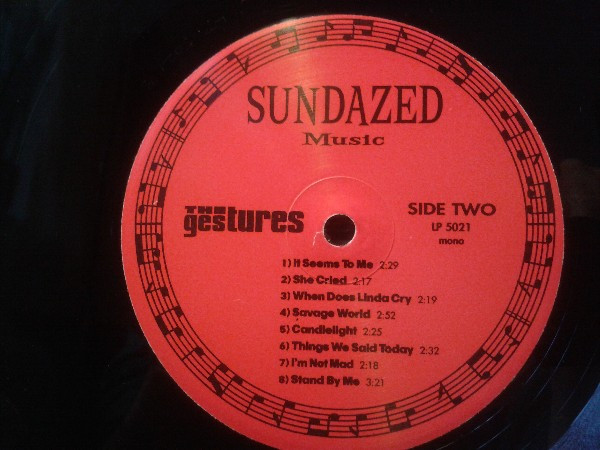 SUNDAZED
Music
THE
gestures
SIDE TWO
LP 5021
mono
1) It Seems To Me 2:29
2) She Cried 2:17
3) When Does Linda Cry 2:19
4) Savage World 2:52
5) Candlelight 2:25
6) Things We Said Today 2:32
7) I'm Not Mad 2:18
8) Stand By Me 3:21